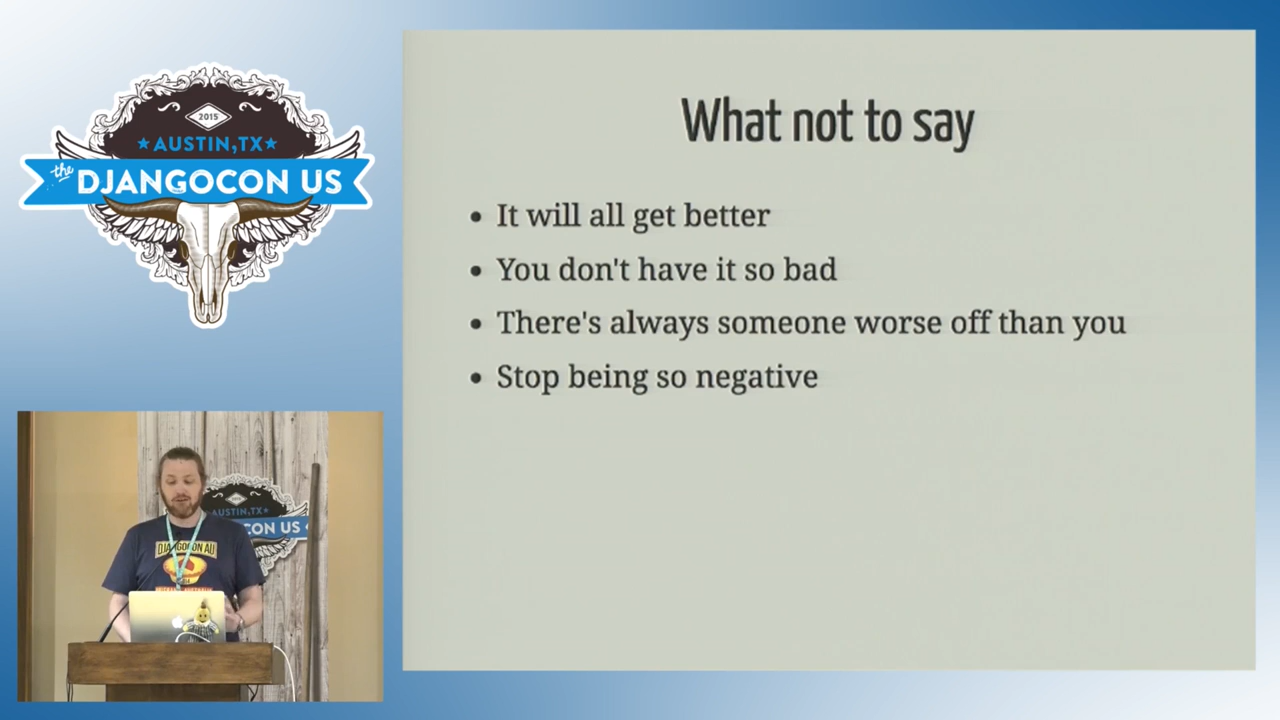 2015
AUSTIN,TX
the
DJANGOCON US
What not to say
It will all get better
You don't have it so bad
There's always someone worse off than you
Stop being so negative
AUSTIN,TX
CON US
DJANGOCON AU